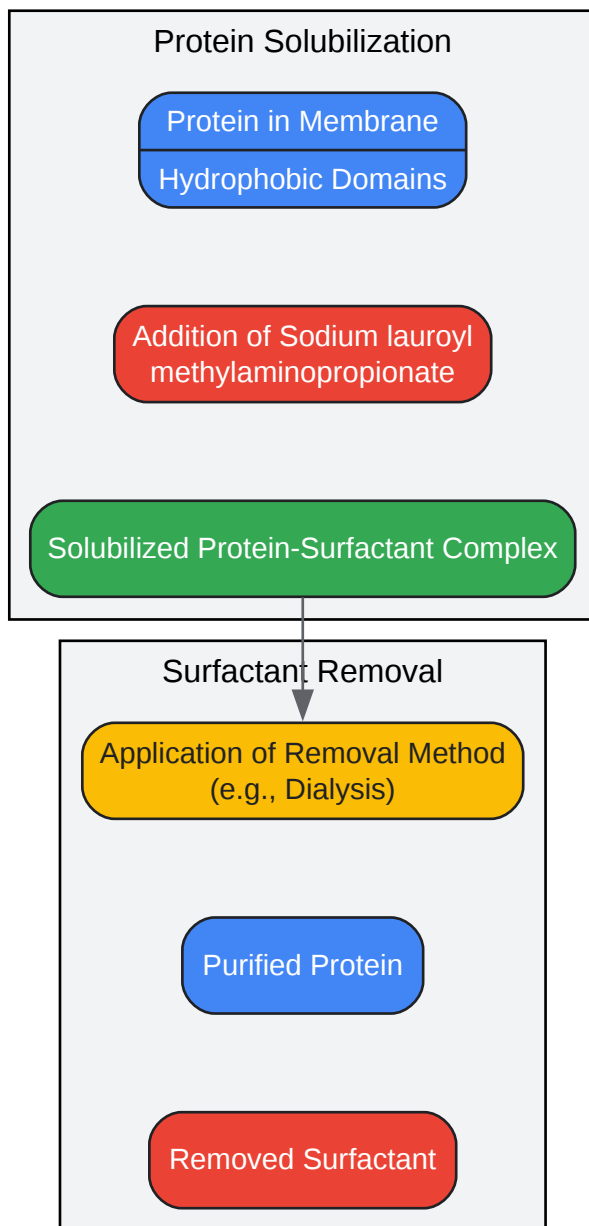 Protein Solubilization
Protein in Membrane
Hydrophobic Domains
Addition of Sodium lauroyl
methylaminopropionate
Solubilized Protein-Surfactant Complex
Surfactant Removal
Application of Removal Method
(e.g., Dialysis)
Purified Protein
Removed Surfactant